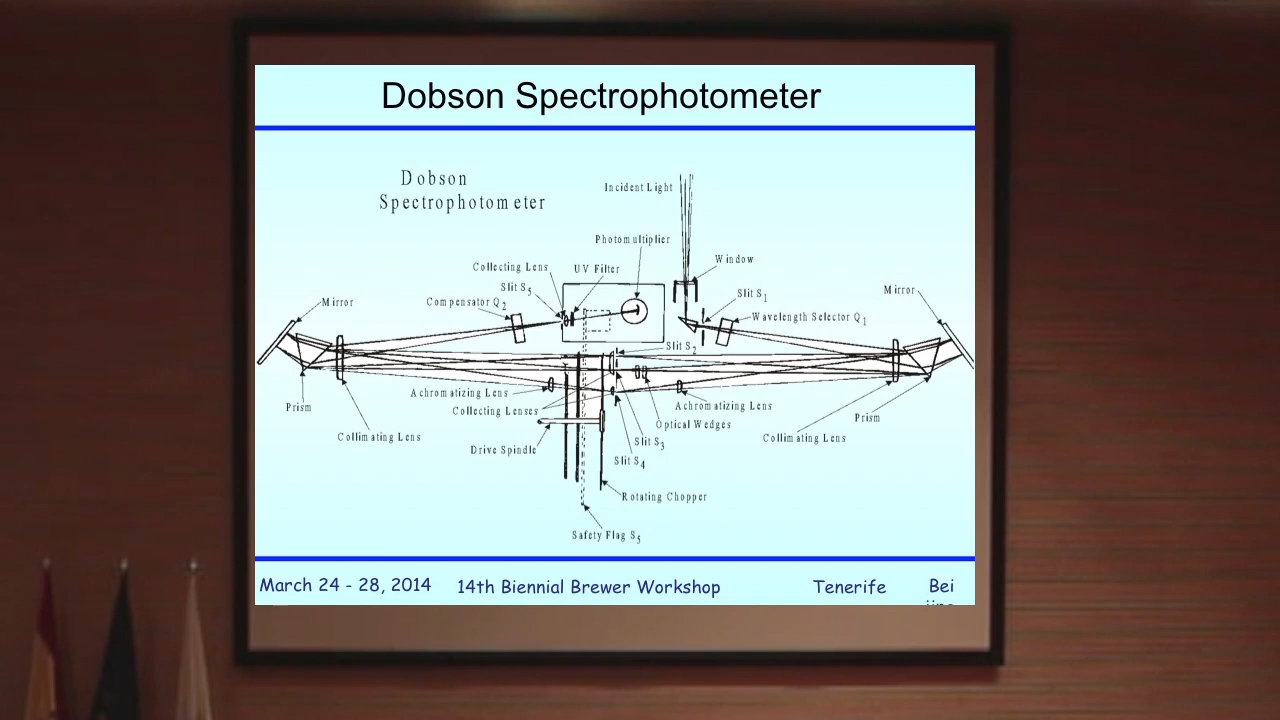 Dobson Spectrophotometer
Dobson
Spectrophotometer
Incident Light
Photomultiplier
Window
Collecting Lens
UV Filter
Slit S5
Slit S1
Mirror
Mirror
Compensator Q2
Wavelength Selector Q1
Slit S2
Achromatizing Lens
Achromatizing Lens
Prism
Collecting Lenses
Prism
Optical Wedges
Collimating Lens
Collimating Lens
Slit S3
Drive Spindle
Slit S4
Rotating Chopper
Safety Flag S5
March 24 - 28, 2014 14th Biennial Brewer Workshop Tenerife Bei